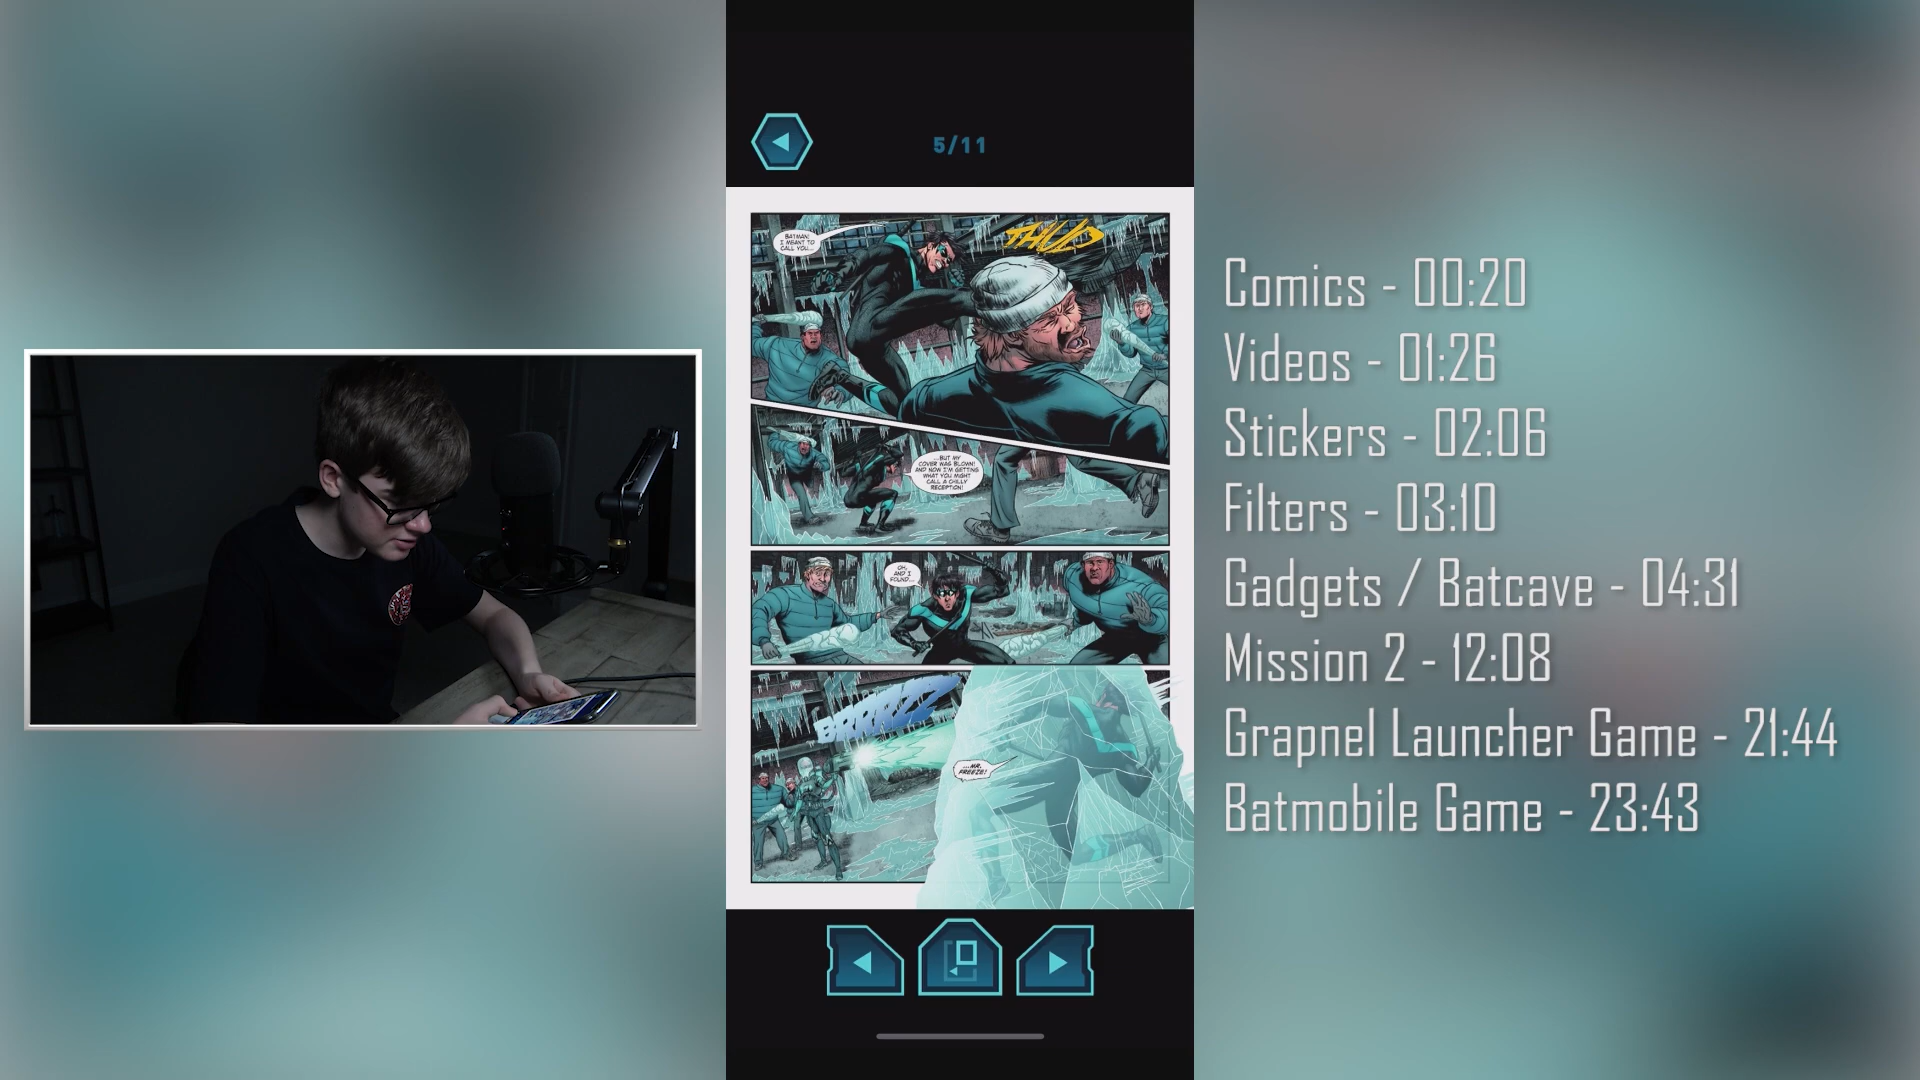 5/11
BATMAN!
I MEANT TO
CALL YOU...
THUD
...BUT MY
COVER WAS BLOWN!
AND NOW I'M GETTING
WHAT YOU MIGHT
CALL A CHILLY
RECEPTION!
OH,
AND I
FOUND...
BRRRZZZ
...MR.
FREEZE!
Comics - 00:20
Videos - 01:26
Stickers - 02:06
Filters - 03:10
Gadgets / Batcave - 04:31
Mission 2 - 12:08
Grapnel Launcher Game - 21:44
Batmobile Game - 23:43